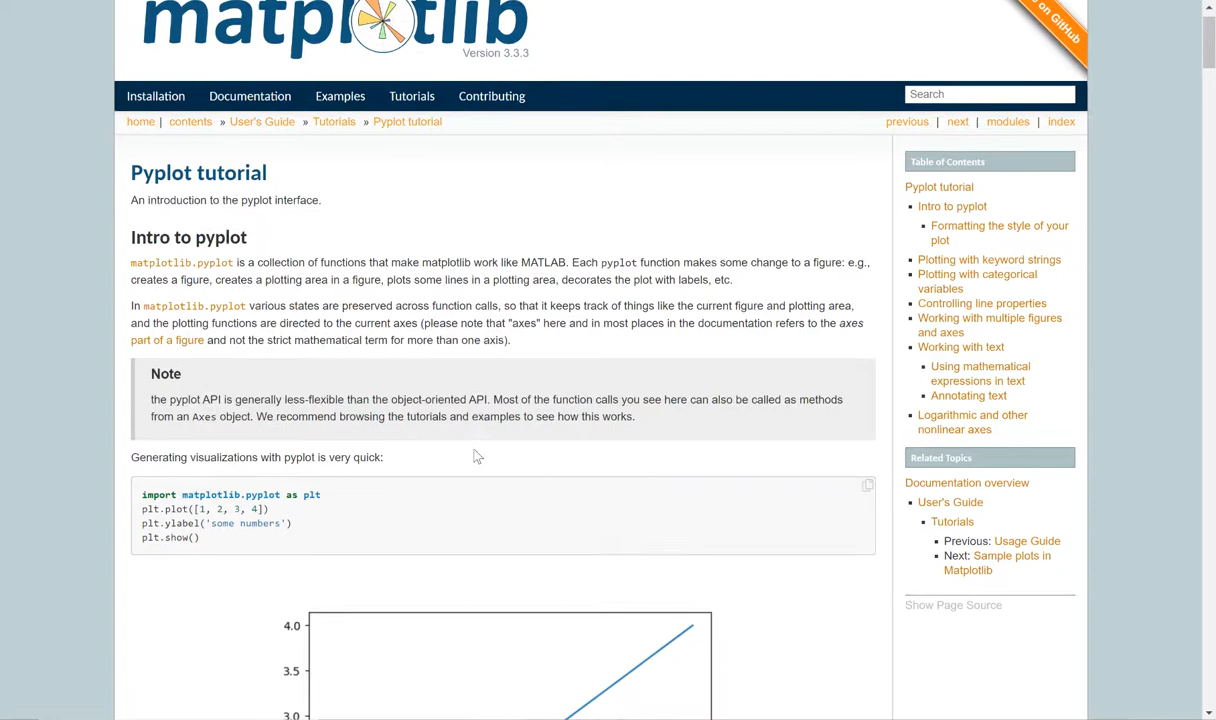 matplotlib
Version 3.3.3
on GitHub
Installation Documentation Examples Tutorials Contributing
Search
home | contents » User's Guide » Tutorials » Pyplot tutorial
previous | next | modules | index
Pyplot tutorial
An introduction to the pyplot interface.
Intro to pyplot
matplotlib.pyplot is a collection of functions that make matplotlib work like MATLAB. Each pyplot function makes some change to a figure: e.g.,
creates a figure, creates a plotting area in a figure, plots some lines in a plotting area, decorates the plot with labels, etc.
In matplotlib.pyplot various states are preserved across function calls, so that it keeps track of things like the current figure and plotting area,
and the plotting functions are directed to the current axes (please note that "axes" here and in most places in the documentation refers to the axes
part of a figure and not the strict mathematical term for more than one axis).
Note
the pyplot API is generally less-flexible than the object-oriented API. Most of the function calls you see here can also be called as methods
from an Axes object. We recommend browsing the tutorials and examples to see how this works.
Generating visualizations with pyplot is very quick:
import matplotlib.pyplot as plt
plt.plot([1, 2, 3, 4])
plt.ylabel('some numbers')
plt.show()
4.0
3.5
3.0
Table of Contents
Pyplot tutorial
Intro to pyplot
Formatting the style of your
plot
Plotting with keyword strings
Plotting with categorical
variables
Controlling line properties
Working with multiple figures
and axes
Working with text
Using mathematical
expressions in text
Annotating text
Logarithmic and other
nonlinear axes
Related Topics
Documentation overview
User's Guide
Tutorials
Previous: Usage Guide
Next: Sample plots in
Matplotlib
Show Page Source